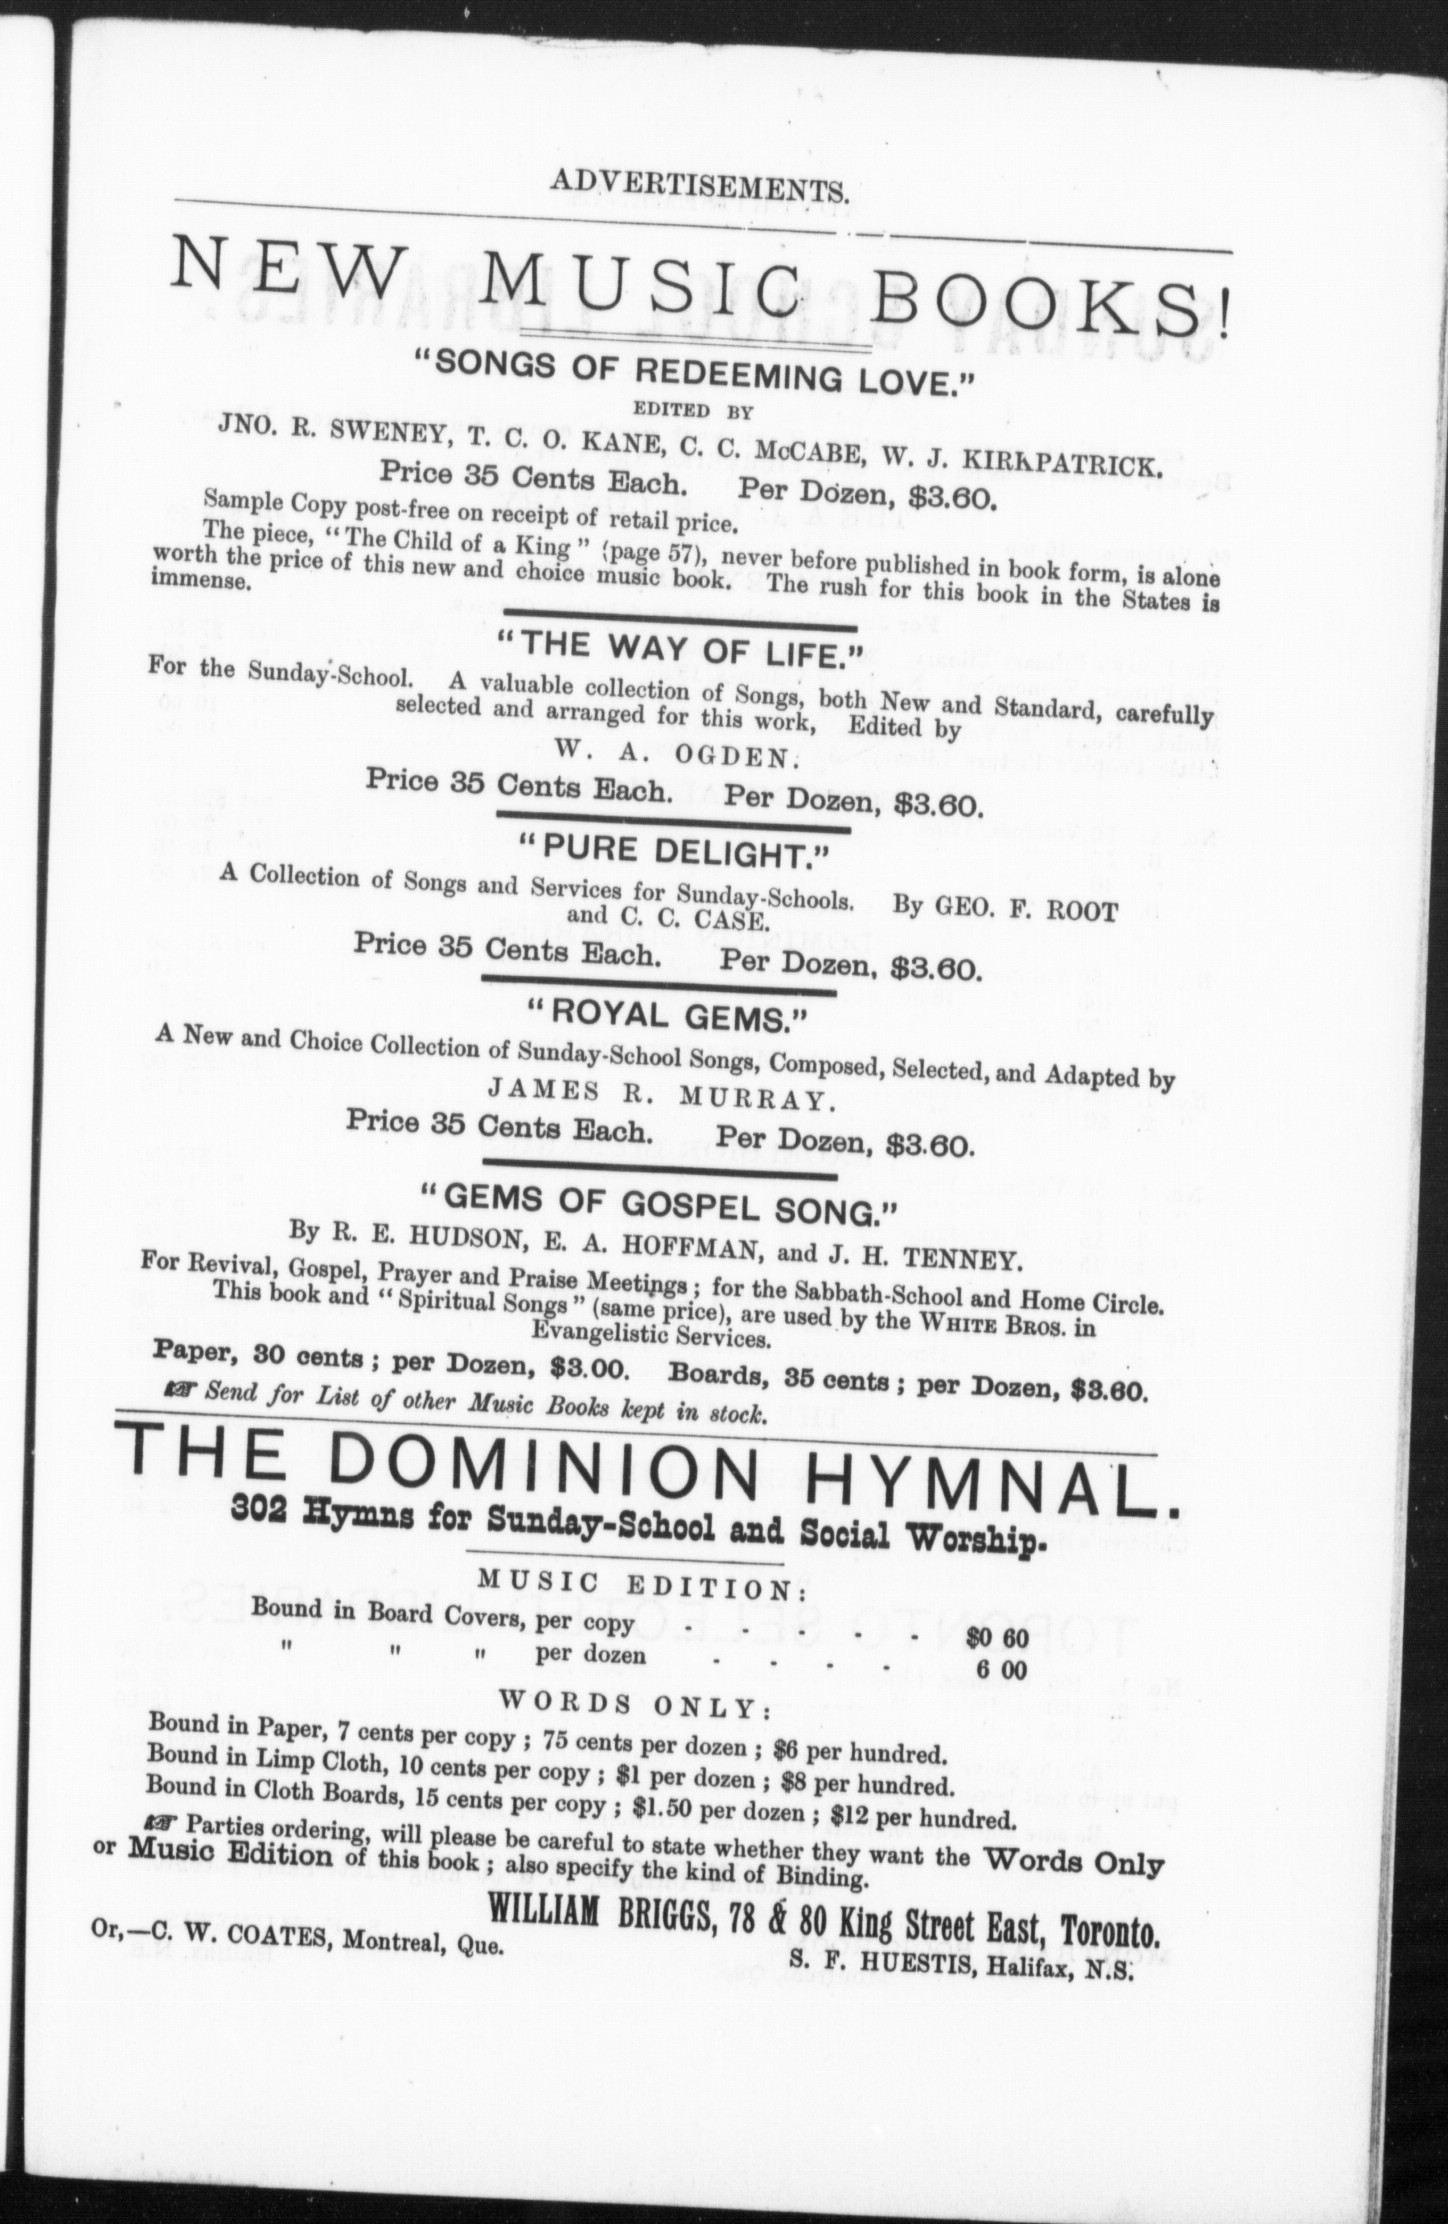 ADVERTISEMENTS.
NEW MUSIC BOOKS!
"SONGS OF REDEEMING LOVE."
EDITED BY
JNO. R. SWENEY, T. C. O. KANE, C. C. McCABE, W. J. KIRKPATRICK.
Price 35 Cents Each. Per Dozen, $3.60.
Sample Copy post-free on receipt of retail price.
The piece, "The Child of a King" (page 57), never before published in book form, is alone
worth the price of this new and choice music book. The rush for this book in the States is
immense.
"THE WAY OF LIFE."
For the Sunday-School. A valuable collection of Songs, both New and Standard, carefully
selected and arranged for this work, Edited by
W. A. OGDEN.
Price 35 Cents Each. Per Dozen, $3.60.
"PURE DELIGHT."
A Collection of Songs and Services for Sunday-Schools. By GEO. F. ROOT
and C. C. CASE.
Price 35 Cents Each. Per Dozen, $3.60.
"ROYAL GEMS."
A New and Choice Collection of Sunday-School Songs, Composed, Selected, and Adapted by
JAMES R. MURRAY.
Price 35 Cents Each. Per Dozen, $3.60.
"GEMS OF GOSPEL SONG."
By R. E. HUDSON, E. A. HOFFMAN, and J. H. TENNEY.
For Revival, Gospel, Prayer and Praise Meetings; for the Sabbath-School and Home Circle.
This book and "Spiritual Songs" (same price), are used by the WHITE BROS. in
Evangelistic Services.
Paper, 30 cents; per Dozen, $3.00. Boards, 35 cents; per Dozen, $3.60.
☞ Send for List of other Music Books kept in stock.
THE DOMINION HYMNAL.
302 Hymns for Sunday-School and Social Worship.
MUSIC EDITION:
Bound in Board Covers, per copy - - - - - $0 60
" " " per dozen - - - - 6 00
WORDS ONLY:
Bound in Paper, 7 cents per copy; 75 cents per dozen; $6 per hundred.
Bound in Limp Cloth, 10 cents per copy; $1 per dozen; $8 per hundred.
Bound in Cloth Boards, 15 cents per copy; $1.50 per dozen; $12 per hundred.
☞ Parties ordering, will please be careful to state whether they want the Words Only
or Music Edition of this book; also specify the kind of Binding.
WILLIAM BRIGGS, 78 & 80 King Street East, Toronto.
Or,—C. W. COATES, Montreal, Que.
S. F. HUESTIS, Halifax, N.S.